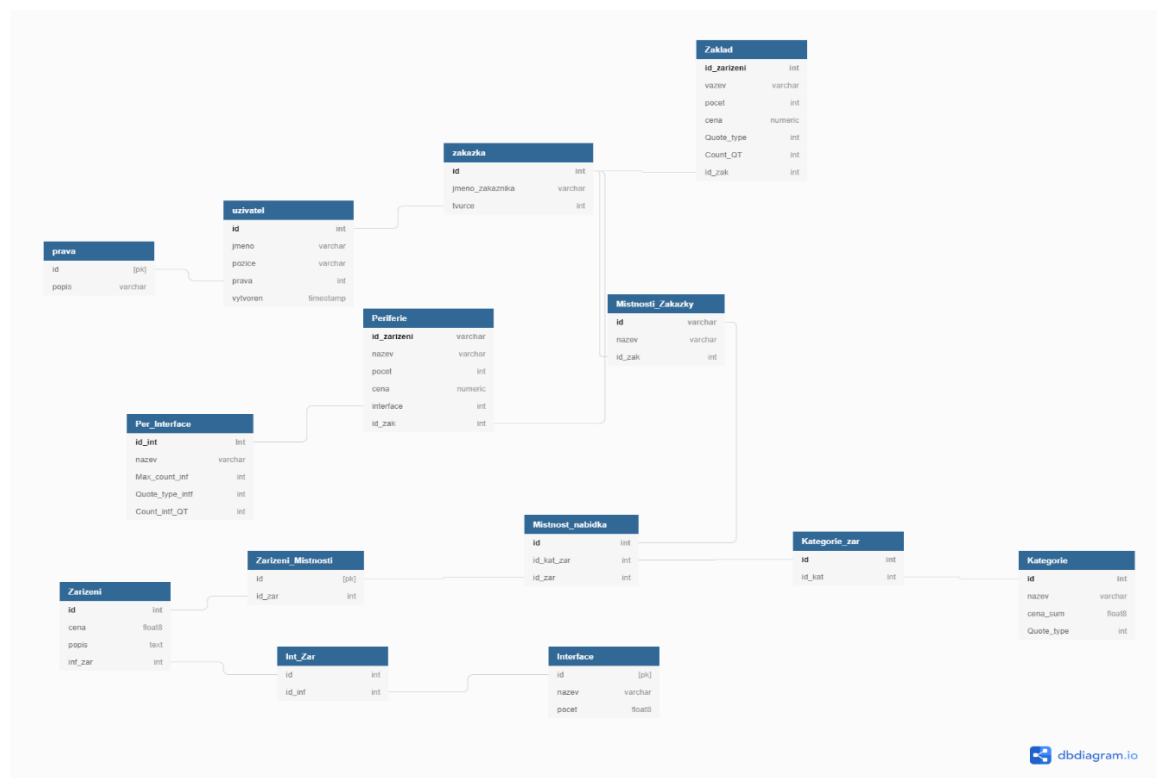 Zaklad
id_zarizeni int
vazev varchar
pocet int
cena numeric
Quote_type int
Count_QT int
id_zak int
zakazka
id int
jmeno_zakaznika varchar
tvurce int
uzivatel
id int
jmeno varchar
pozice varchar
prava int
vytvoren timestamp
prava
id [pk]
popis varchar
Mistnosti_Zakazky
id varchar
nazev varchar
id_zak int
Periferie
id_zarizeni varchar
nazev varchar
pocet int
cena numeric
interface int
id_zak int
Per_Interface
id_int Int
nazev varchar
Max_count_inf int
Quote_type_intf int
Count_intf_QT int
Mistnost_nabidka
id int
id_kat_zar int
id_zar int
Kategorie_zar
id int
id_kat int
Kategorie
id int
nazev varchar
cena_sum float8
Quote_type int
Zarizeni_Mistnosti
id [pk]
id_zar int
Zarizeni
id int
cena float8
popis text
inf_zar int
Int_Zar
id int
id_inf int
Interface
id [pk]
nazev varchar
pocet float8
dbdiagram.io